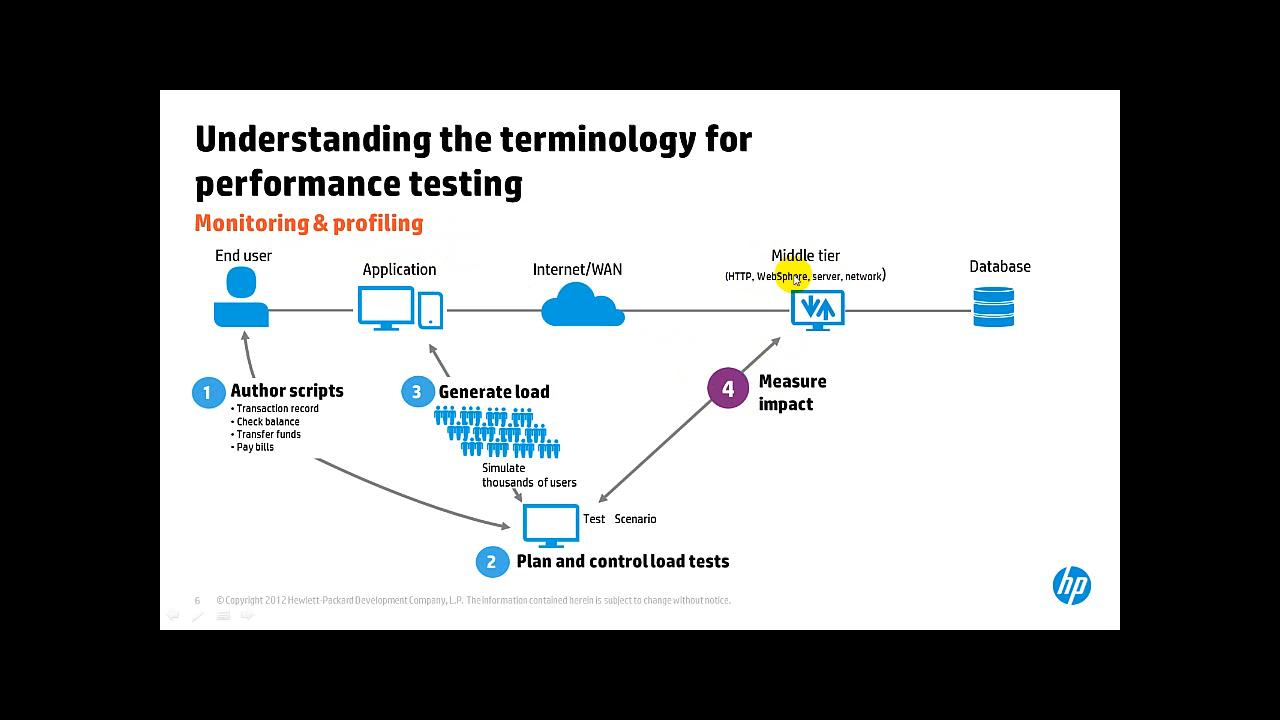 Understanding the terminology for
performance testing
Monitoring & profiling
End user
Application
Internet/WAN
Middle tier
(HTTP, WebSphere, server, network)
Database
1 Author scripts
• Transaction record
• Check balance
• Transfer funds
• Pay bills
3 Generate load
Simulate
thousands of users
4 Measure
impact
Test Scenario
2 Plan and control load tests
6 © Copyright 2012 Hewlett-Packard Development Company, L.P. The information contained herein is subject to change without notice.
hp